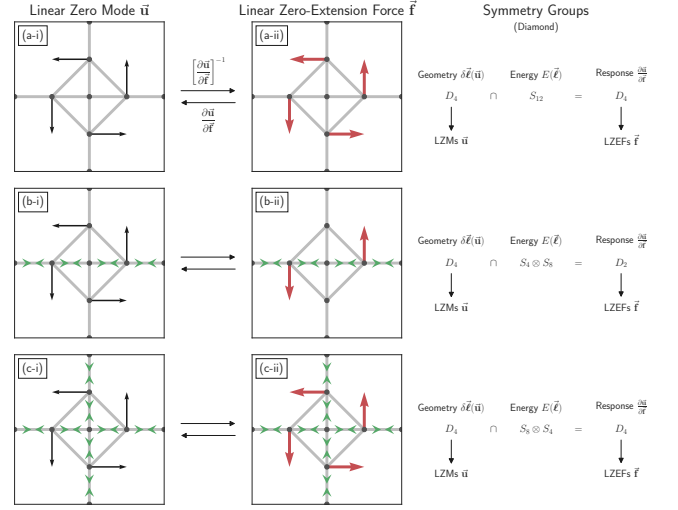 Linear Zero Mode u⃗
Linear Zero-Extension Force f⃗
Symmetry Groups
(Diamond)
(a-i)
[∂u⃗/∂f⃗]⁻¹
∂u⃗/∂f⃗
(a-ii)
Geometry δℓ⃗(u⃗) Energy E(ℓ⃗) Response ∂u⃗/∂f⃗
D₄ ∩ S₁₂ = D₄
LZMs u⃗ LZEFs f⃗
(b-i)
(b-ii)
Geometry δℓ⃗(u⃗) Energy E(ℓ⃗) Response ∂u⃗/∂f⃗
D₄ ∩ S₄ ⊗ S₈ = D₂
LZMs u⃗ LZEFs f⃗
(c-i)
(c-ii)
Geometry δℓ⃗(u⃗) Energy E(ℓ⃗) Response ∂u⃗/∂f⃗
D₄ ∩ S₈ ⊗ S₄ = D₄
LZMs u⃗ LZEFs f⃗